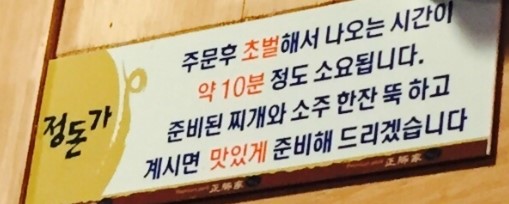 정돈가
주문후 초벌해서 나오는 시간이
약 10분 정도 소요됩니다.
준비된 찌개와 소주 한잔 뚝 하고
계시면 맛있게 준비해 드리겠습니다